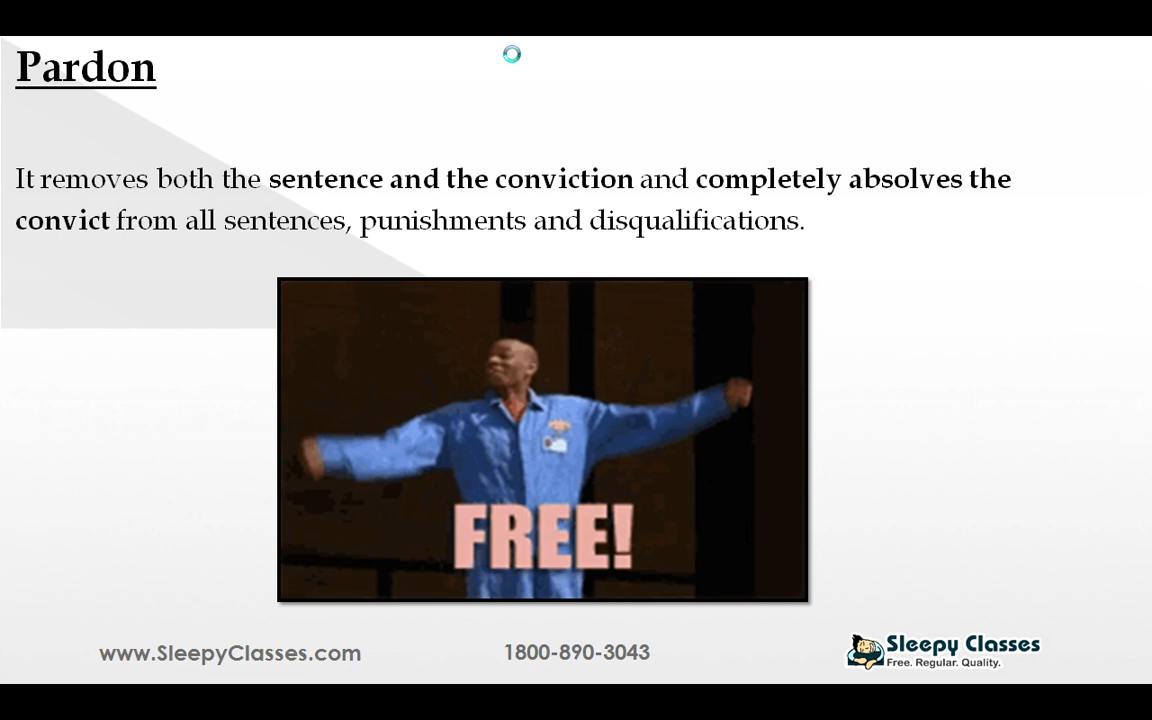 Pardon
It removes both the sentence and the conviction and completely absolves the
convict from all sentences, punishments and disqualifications.
FREE!
www.SleepyClasses.com
1800-890-3043
Sleepy Classes
Free. Regular. Quality.